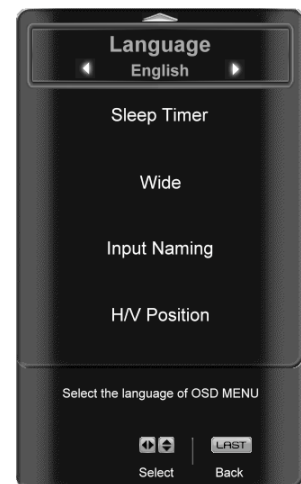 Language
English
Sleep Timer
Wide
Input Naming
H/V Position
Select the language of OSD MENU
LAST
Select Back